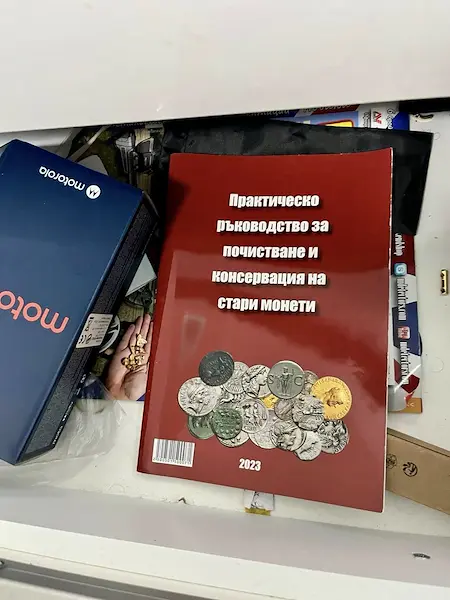 Практическо
ръководство за
почистване и
консервация на
стари монети
2023
motorola
moto